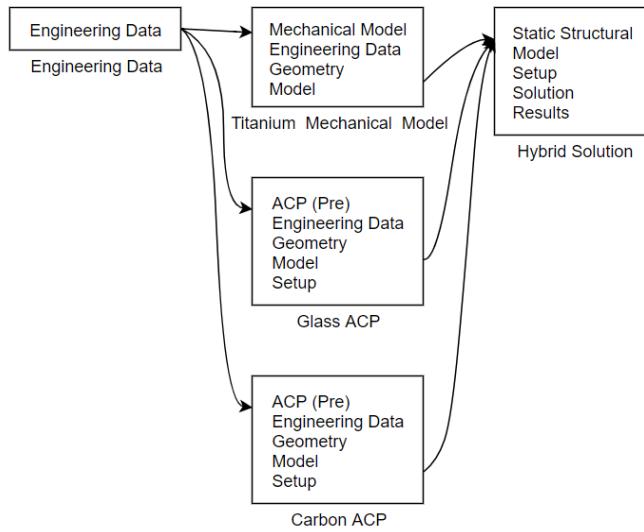 Engineering Data
Engineering Data
Mechanical Model
Engineering Data
Geometry
Model
Titanium Mechanical Model
ACP (Pre)
Engineering Data
Geometry
Model
Setup
Glass ACP
ACP (Pre)
Engineering Data
Geometry
Model
Setup
Carbon ACP
Static Structural
Model
Setup
Solution
Results
Hybrid Solution